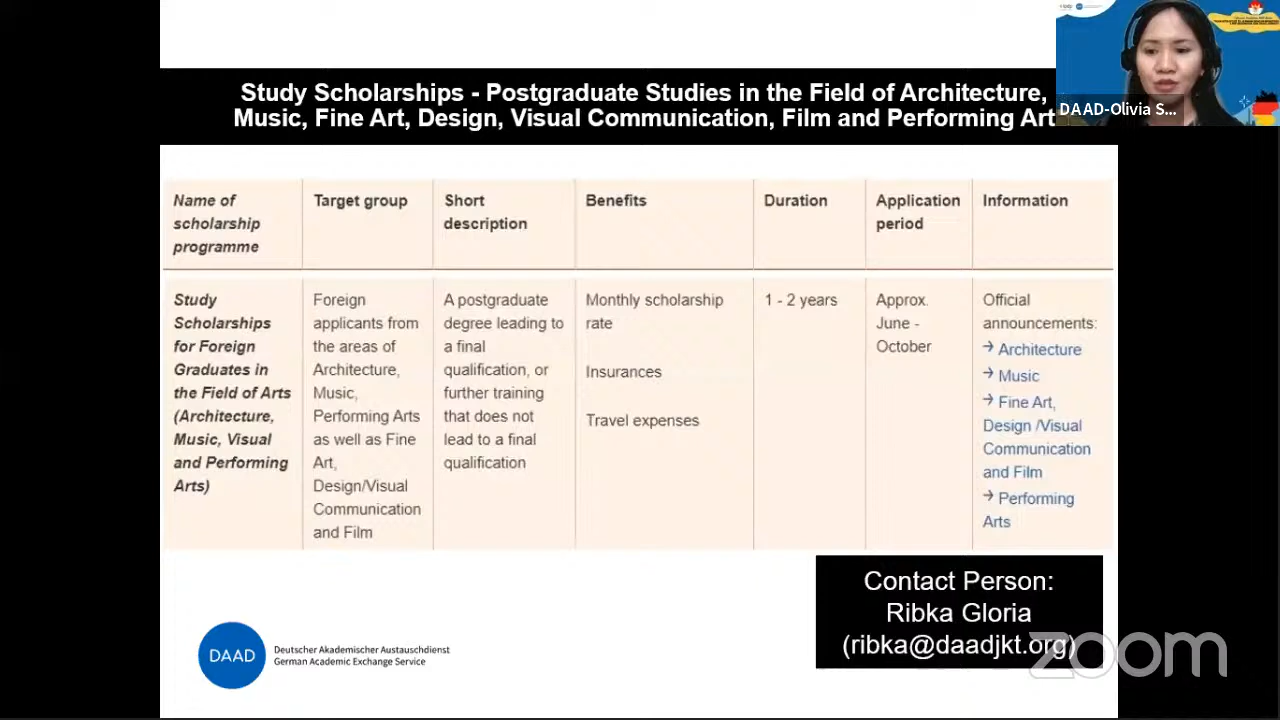 Study Scholarships - Postgraduate Studies in the Field of Architecture,
Music, Fine Art, Design, Visual Communication, Film and Performing Art
DAAD-Olivia S...
Name of
scholarship
programme
Target group
Short
description
Benefits
Duration
Application
period
Information
Study
Scholarships
for Foreign
Graduates in
the Field of Arts
(Architecture,
Music, Visual
and Performing
Arts)
Foreign
applicants from
the areas of
Architecture,
Music,
Performing Arts
as well as Fine
Art,
Design/Visual
Communication
and Film
A postgraduate
degree leading to
a final
qualification, or
further training
that does not
lead to a final
qualification
Monthly scholarship
rate
Insurances
Travel expenses
1 - 2 years
Approx.
June -
October
Official
announcements:
→ Architecture
→ Music
→ Fine Art,
Design /Visual
Communication
and Film
→ Performing
Arts
Contact Person:
Ribka Gloria
(ribka@daadjkt.org)
zoom
DAAD
Deutscher Akademischer Austauschdienst
German Academic Exchange Service